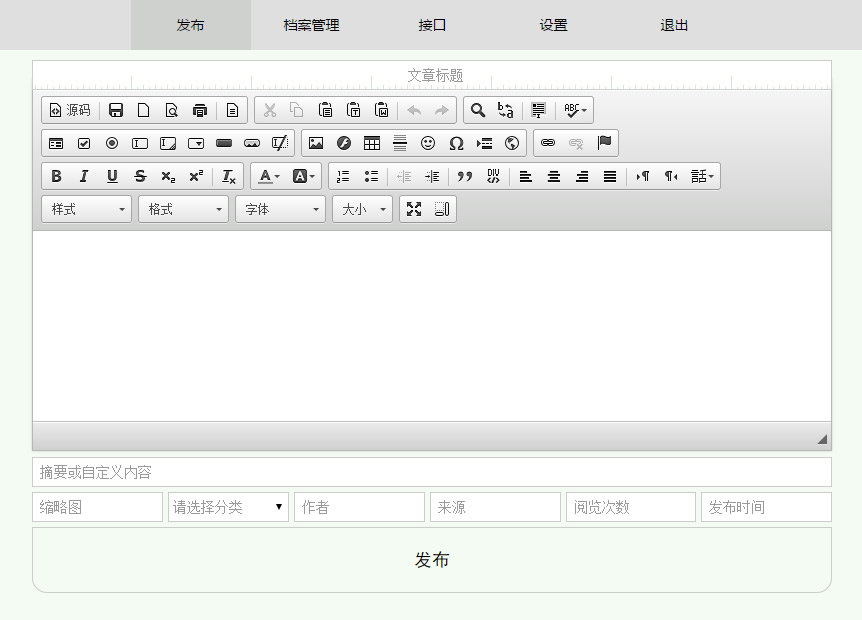 发布 档案管理 接口 设置 退出
文章标题
源码
样式 格式 字体 大小
摘要或自定义内容
缩略图 请选择分类 作者 来源 阅览次数 发布时间
发布